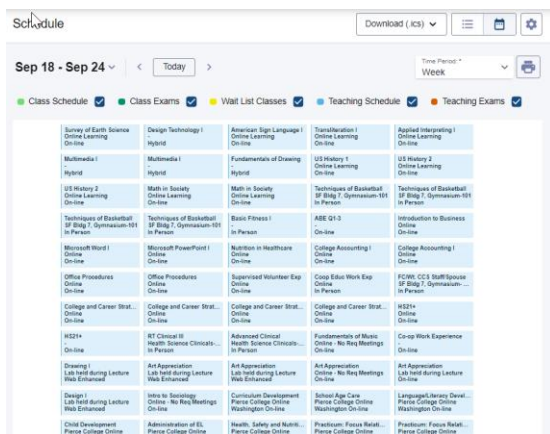 Schedule
Download (.ics)
Sep 18 - Sep 24
Today
Time Period: *
Week
Class Schedule
Class Exams
Wait List Classes
Teaching Schedule
Teaching Exams
Survey of Earth Science
Online Learning
On-line
Design Technology I
-
Hybrid
American Sign Language I
Online Learning
On-line
Transliteration I
Online Learning
On-line
Applied Interpreting I
Online Learning
On-line
Multimedia I
-
Hybrid
Multimedia I
-
Hybrid
Fundamentals of Drawing
-
Hybrid
US History 1
Online Learning
On-line
US History 2
Online Learning
On-line
US History 2
Online Learning
On-line
Math in Society
Online Learning
On-line
Math in Society
Online Learning
On-line
Techniques of Basketball
SF Bldg 7, Gymnasium-101
In Person
Techniques of Basketball
SF Bldg 7, Gymnasium-101
In Person
Techniques of Basketball
SF Bldg 7, Gymnasium-101
In Person
Techniques of Basketball
SF Bldg 7, Gymnasium-101
In Person
Basic Fitness I
-
In Person
ABE Q1-3
-
On-line
Introduction to Business
Online
On-line
Microsoft Word I
Online
On-line
Microsoft PowerPoint I
Online
On-line
Nutrition in Healthcare
Online
On-line
College Accounting I
Online
On-line
College Accounting I
Online
On-line
Office Procedures
Online
On-line
Office Procedures
Online
On-line
Supervised Volunteer Exp
Online
On-line
Coop Educ Work Exp
Online
In Person
FC/Wt. CCS Staff/Spouse
SF Bldg 7, Gymnasium- ...
In Person
College and Career Strat...
Online
On-line
College and Career Strat...
Online
On-line
College and Career Strat...
Online
On-line
College and Career Strat...
Online
On-line
HS21+
Online
On-line
HS21+
-
On-line
RT Clinical III
Health Science Clinicals-...
In Person
Advanced Clinical
Health Science Clinicals-...
In Person
Fundamentals of Music
Online - No Req Meetings
On-line
Co-op Work Experience
-
On-line
Drawing I
Lab held during Lecture
Web Enhanced
Art Appreciation
Lab held during Lecture
Web Enhanced
Art Appreciation
Lab held during Lecture
Web Enhanced
Art Appreciation
Online - No Req Meetings
On-line
Art Appreciation
Lab held during Lecture
On-line
Design I
Lab held during Lecture
Web Enhanced
Intro to Sociology
Online - No Req Meetings
On-line
Curriculum Development
Pierce College Online
Washington On-line
School Age Care
Pierce College Online
Washington On-line
Language/Literacy Devel...
Pierce College Online
Washington On-line
Child Development
Pierce College Online
Administration of EL
Pierce College Online
Health, Safety and Nutriti...
Pierce College Online
Practicum: Focus Relati...
Pierce College Online
Practicum: Focus Relati...
Pierce College Online